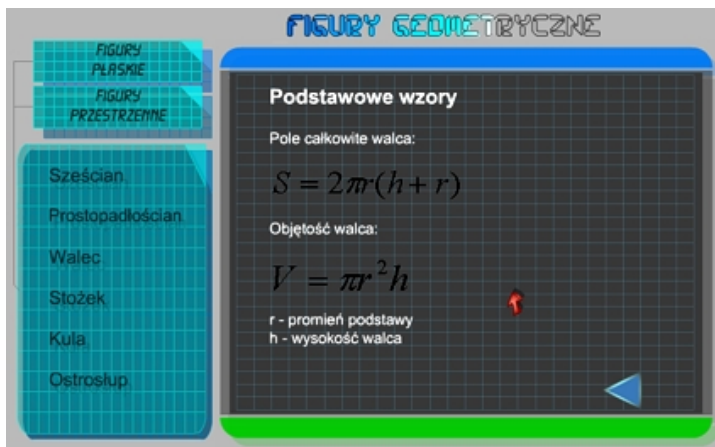 FIGURY GEOMETRYCZNE
FIGURY
PŁASKIE
FIGURY
PRZESTRZENNE
Sześcian
Prostopadłościan
Walec
Stożek
Kula
Ostrosłup
Podstawowe wzory
Pole całkowite walca:
S = 2πr(h + r)
Objętość walca:
V = πr²h
r - promień podstawy
h - wysokość walca